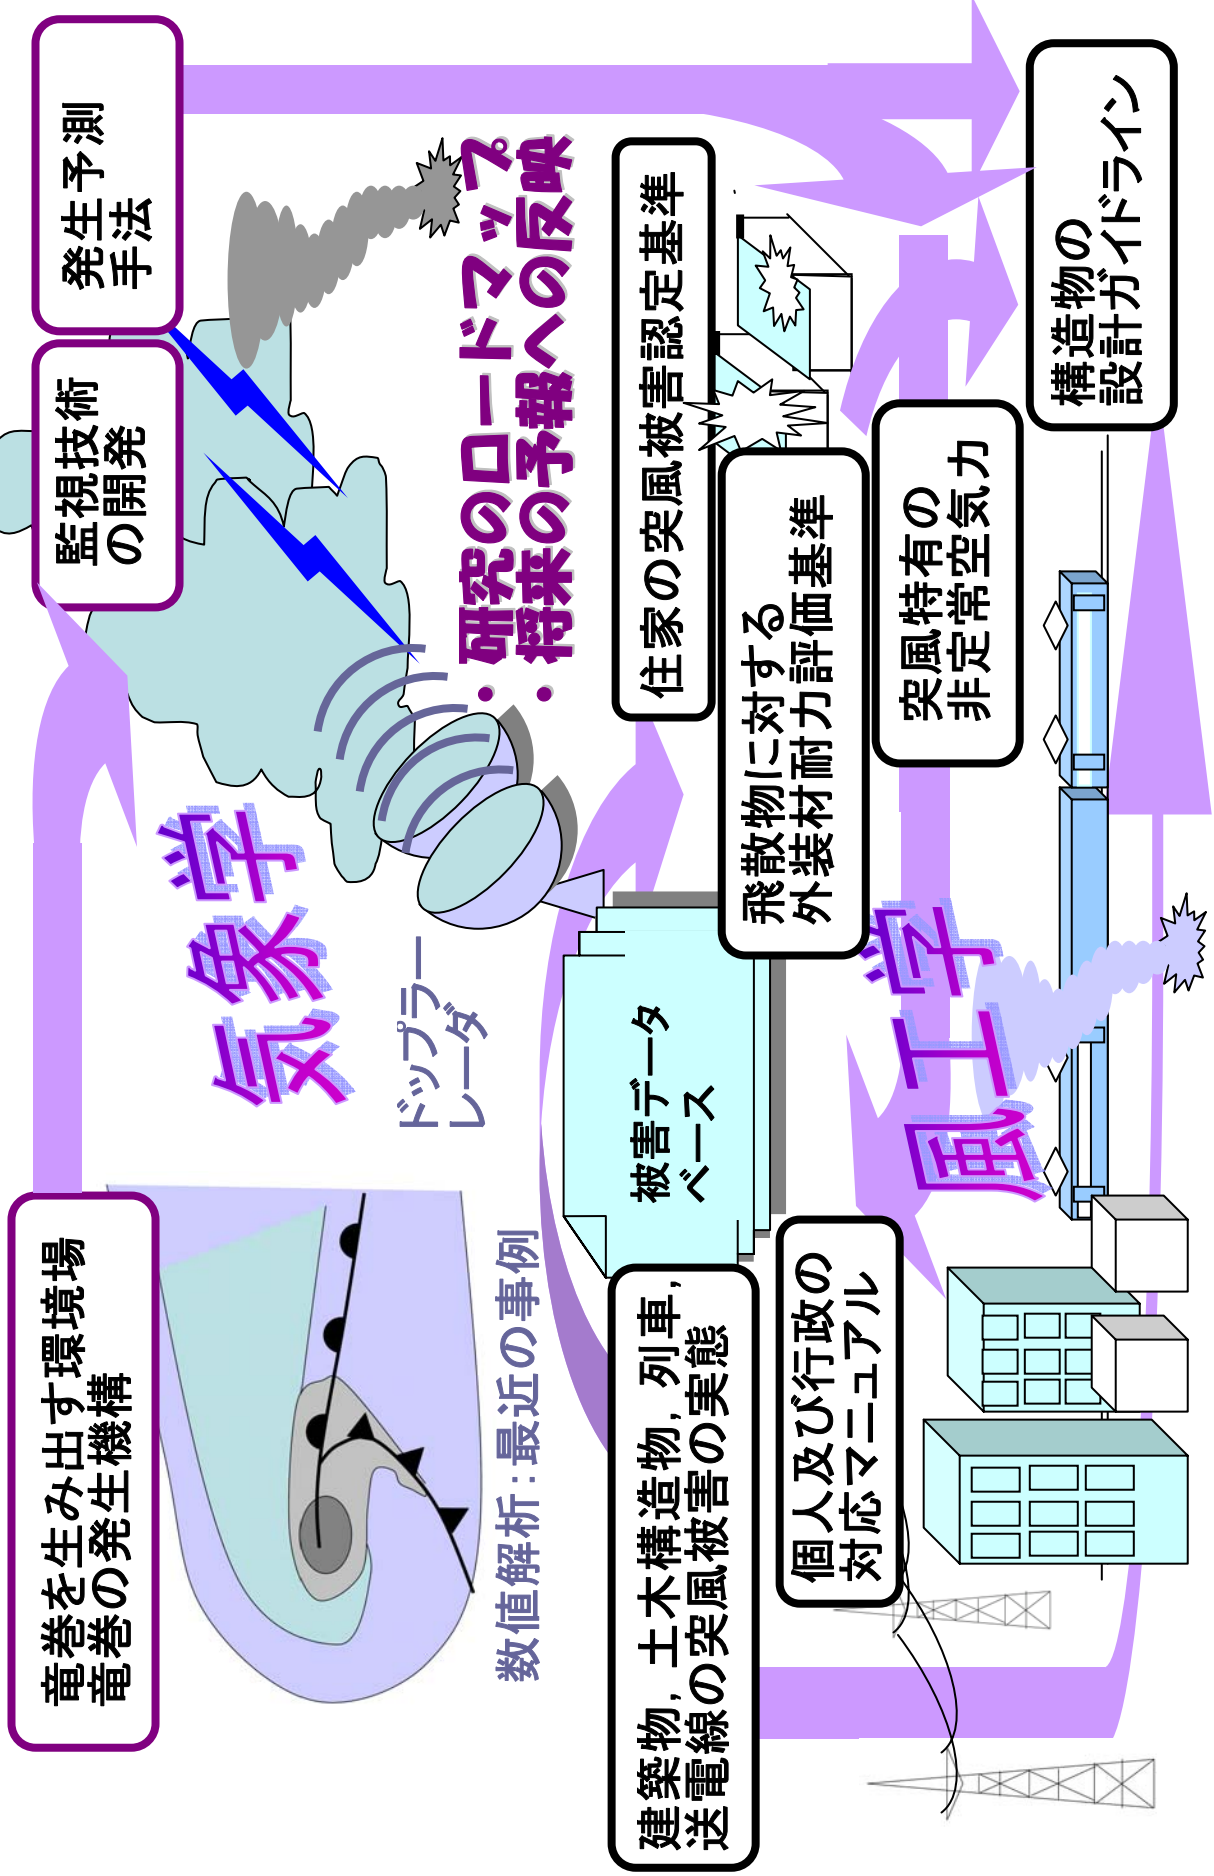 竜巻を生み出す環境場
竜巻の発生機構
監視技術
の開発
発生予測
手法
気象学
ドップラー
レーダ
・研究のロードマップ
・将来の予報への反映
数値解析：最近の事例
被害データ
ベース
住家の突風被害認定基準
建築物，土木構造物，列車，
送電線の突風被害の実態
飛散物に対する
外装材耐力評価基準
個人及び行政の
対応マニュアル
風工学
突風特有の
非定常空気力
構造物の
設計ガイドライン